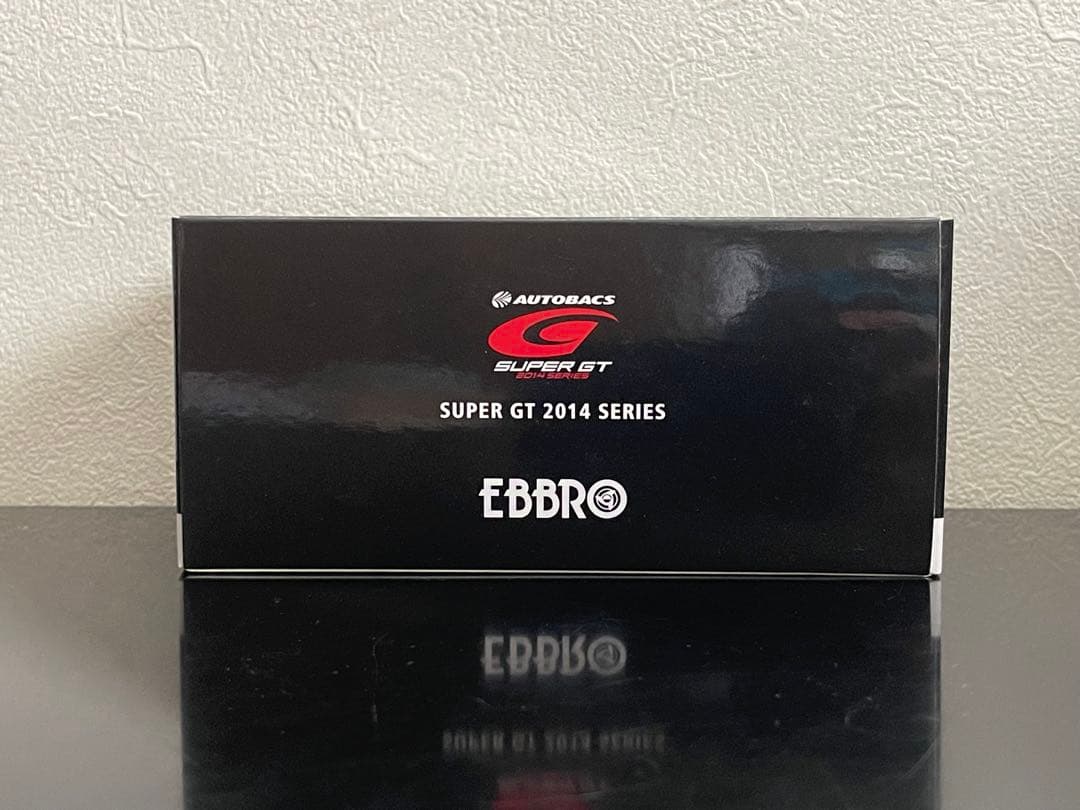 AUTOBACS
SUPER GT
2014 SERIES
SUPER GT 2014 SERIES
EBBRO